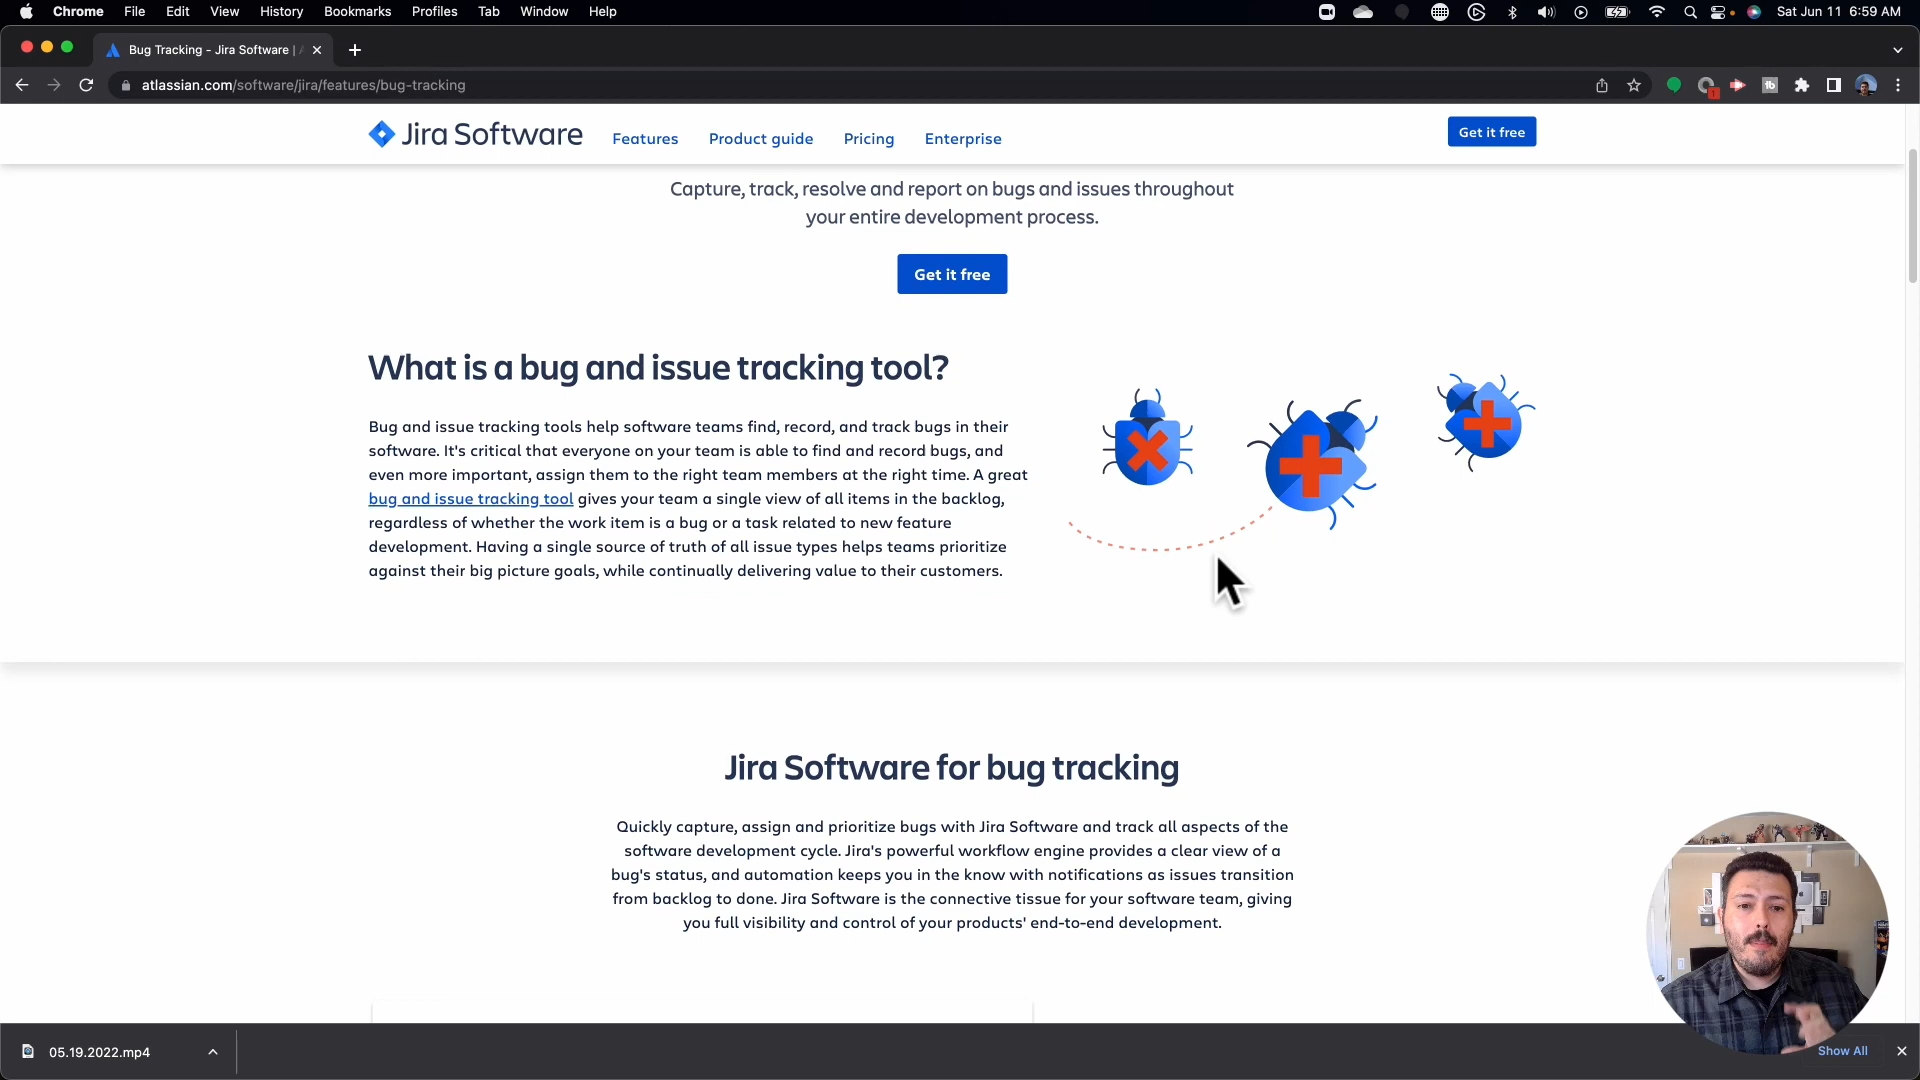 Chrome File Edit View History Bookmarks Profiles Tab Window Help Sat Jun 11 6:59 AM
Bug Tracking - Jira Software |
atlassian.com/software/jira/features/bug-tracking
Jira Software Features Product guide Pricing Enterprise Get it free
Capture, track, resolve and report on bugs and issues throughout
your entire development process.
Get it free
What is a bug and issue tracking tool?
Bug and issue tracking tools help software teams find, record, and track bugs in their
software. It's critical that everyone on your team is able to find and record bugs, and
even more important, assign them to the right team members at the right time. A great
bug and issue tracking tool gives your team a single view of all items in the backlog,
regardless of whether the work item is a bug or a task related to new feature
development. Having a single source of truth of all issue types helps teams prioritize
against their big picture goals, while continually delivering value to their customers.
Jira Software for bug tracking
Quickly capture, assign and prioritize bugs with Jira Software and track all aspects of the
software development cycle. Jira's powerful workflow engine provides a clear view of a
bug's status, and automation keeps you in the know with notifications as issues transition
from backlog to done. Jira Software is the connective tissue for your software team, giving
you full visibility and control of your products' end-to-end development.
05.19.2022.mp4
Show All